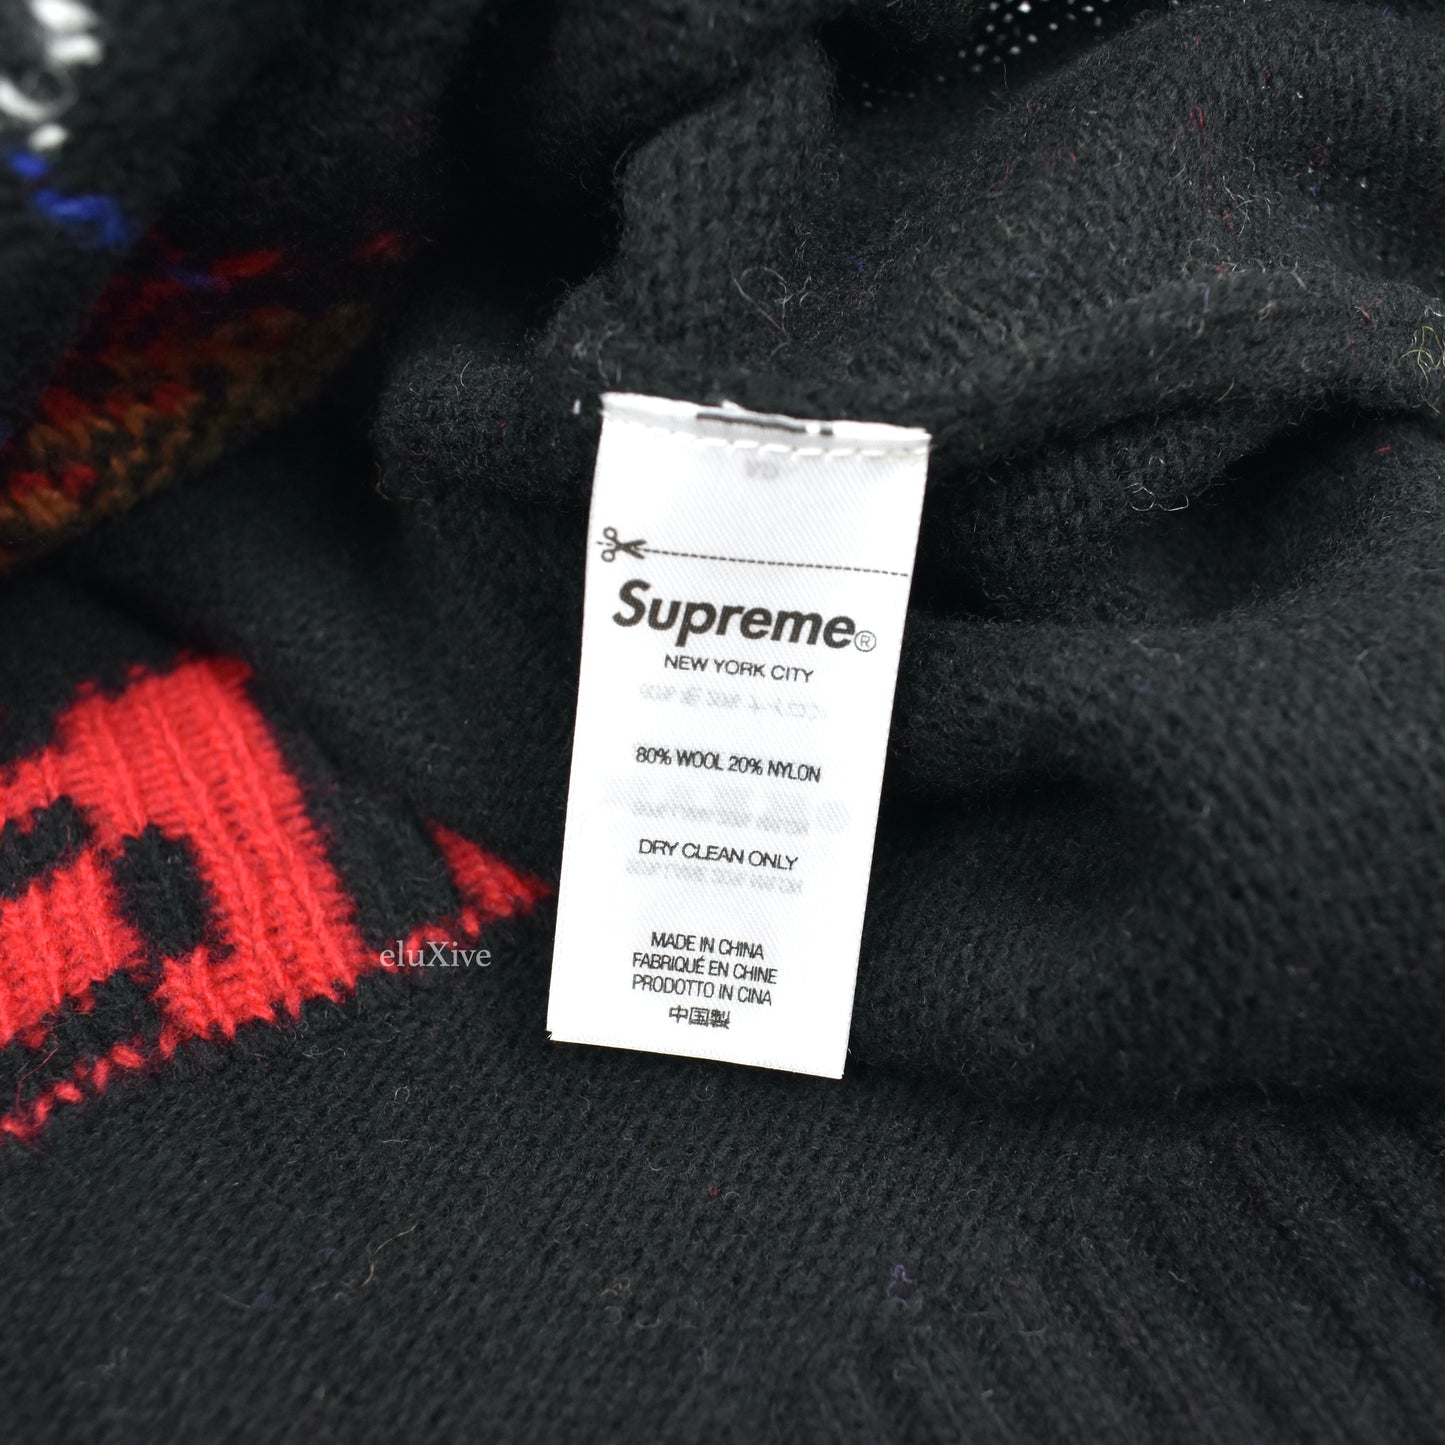 Supreme®
NEW YORK CITY
80% WOOL 20% NYLON
DRY CLEAN ONLY
MADE IN CHINA
FABRIQUÉ EN CHINE
PRODOTTO IN CINA
中国製
eluXive